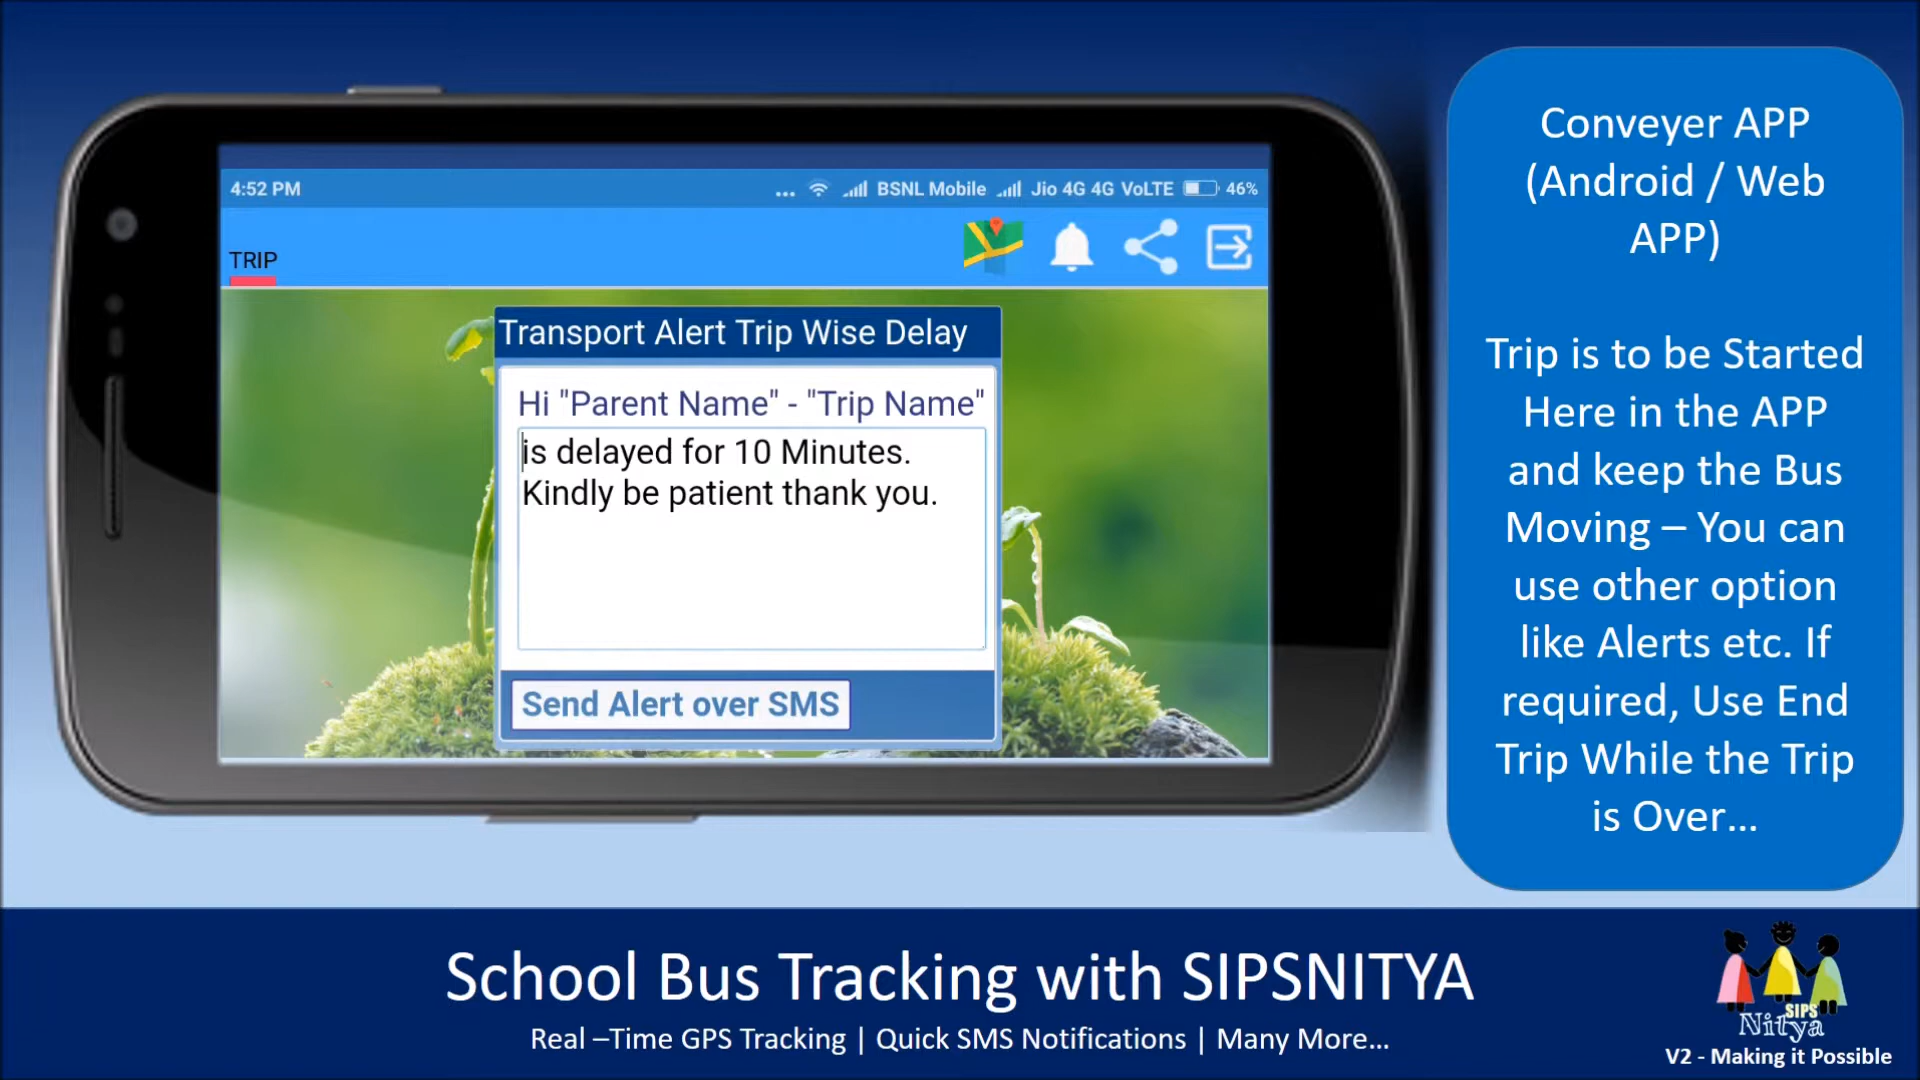 4:52 PM
... BSNL Mobile Jio 4G 4G VoLTE 46%
TRIP
Transport Alert Trip Wise Delay
Hi "Parent Name" - "Trip Name"
is delayed for 10 Minutes.
Kindly be patient thank you.
Send Alert over SMS
Conveyer APP
(Android / Web
APP)
Trip is to be Started
Here in the APP
and keep the Bus
Moving – You can
use other option
like Alerts etc. If
required, Use End
Trip While the Trip
is Over...
School Bus Tracking with SIPSNITYA
Real –Time GPS Tracking | Quick SMS Notifications | Many More...
SIPS
Nitya
V2 - Making it Possible